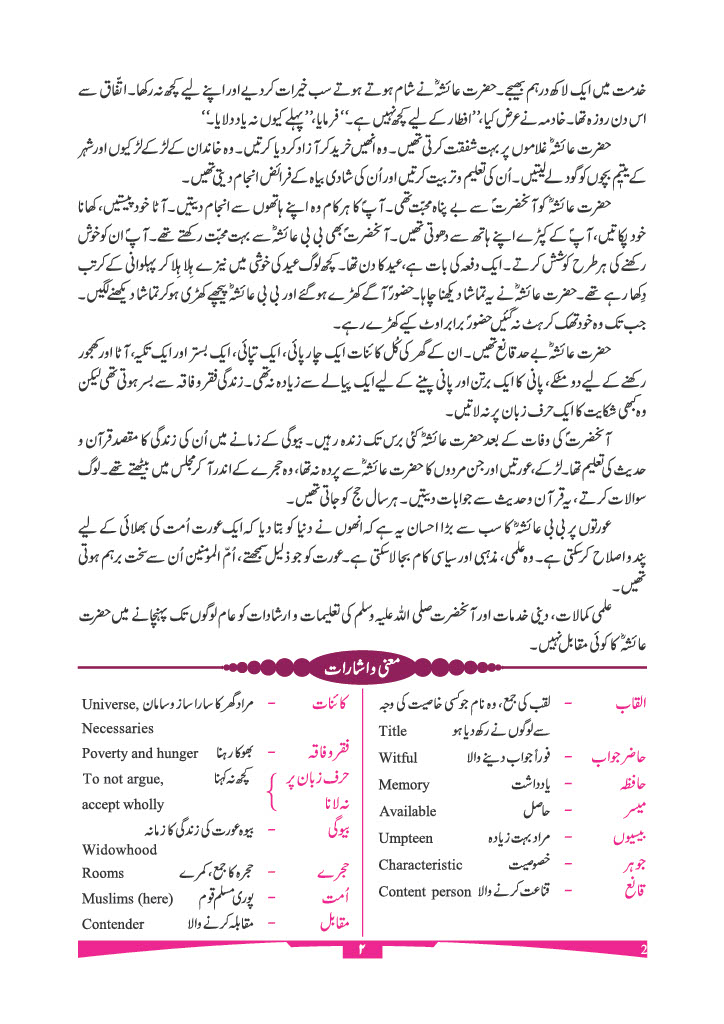 خدمت میں ایک لاکھ درہم بھیجے۔ حضرت عائشہؓ نے شام ہوتے ہوتے سب خیرات کر دیے اور اپنے لیے کچھ نہ رکھا۔ اتّفاق سے
اس دن روزہ تھا۔ خادمہ نے عرض کیا، ”افطار کے لیے کچھ نہیں ہے۔“ فرمایا، ”پہلے کیوں نہ یاد دلایا۔“
حضرت عائشہؓ غلاموں پر بہت شفقت کرتی تھیں۔ وہ انھیں خرید کر آزاد کر دیا کرتیں۔ وہ خاندان کے لڑکے لڑکیوں اور شہر
کے یتیم بچوں کو گود لے لیتیں۔ اُن کی تعلیم و تربیت کرتیں اور اُن کی شادی بیاہ کے فرائض انجام دیتی تھیں۔
حضرت عائشہؓ کو آنحضرتؐ سے بے پناہ محبّت تھی۔ آپؐ کا ہر کام وہ اپنے ہاتھوں سے انجام دیتیں۔ آٹا خود پیستیں، کھانا
خود پکاتیں، آپؐ کے کپڑے اپنے ہاتھ سے دھوتی تھیں۔ آنحضرتؐ بھی بی بی عائشہؓ سے بہت محبّت رکھتے تھے۔ آپؐ ان کو خوش
رکھنے کی ہر طرح کوشش کرتے۔ ایک دفعہ کی بات ہے، عید کا دن تھا۔ کچھ لوگ عید کی خوشی میں نیزے ہِلا ہِلا کر پہلوانی کے کرتب
دِکھا رہے تھے۔ حضرت عائشہؓ نے یہ تماشا دیکھنا چاہا۔ حضورؐ آگے کھڑے ہو گئے اور بی بی عائشہؓ پیچھے کھڑی ہو کر تماشا دیکھنے لگیں۔
جب تک وہ خود تھک کر ہٹ نہ گئیں حضورؐ برابر اوٹ کیے کھڑے رہے۔
حضرت عائشہؓ بے حد قانع تھیں۔ ان کے گھر کی کُل کائنات ایک چارپائی، ایک تپائی، ایک بستر اور ایک تکیہ، آٹا اور کھجور
رکھنے کے لیے دو مٹکے، پانی کا ایک برتن اور پانی پینے کے لیے ایک پیالے سے زیادہ نہ تھی۔ زندگی فقر و فاقہ سے بسر ہوتی تھی لیکن
وہ کبھی شکایت کا ایک حرف زبان پر نہ لاتیں۔
آنحضرتؐ کی وفات کے بعد حضرت عائشہؓ کئی برس تک زندہ رہیں۔ بیوگی کے زمانے میں اُن کی زندگی کا مقصد قرآن و
حدیث کی تعلیم تھا۔ لڑکے، عورتیں اور جن مردوں کا حضرت عائشہؓ سے پردہ نہ تھا، وہ حجرے کے اندر آ کر مجلس میں بیٹھتے تھے۔ لوگ
سوالات کرتے، یہ قرآن و حدیث سے جوابات دیتیں۔ ہر سال حج کو جاتی تھیں۔
عورتوں پر بی بی عائشہؓ کا سب سے بڑا احسان یہ ہے کہ انھوں نے دنیا کو بتا دیا کہ ایک عورت اُمت کی بھلائی کے لیے
پند و اصلاح کر سکتی ہے۔ وہ علمی، مذہبی اور سیاسی کام بجا لا سکتی ہے۔ عورت کو جو ذلیل سمجھتے، اُمّ المومنین اُن سے سخت برہم ہوتی
تھیں۔
علمی کمالات، دینی خدمات اور آنحضرت صلی اللہ علیہ وسلم کی تعلیمات و ارشادات کو عام لوگوں تک پہنچانے میں حضرت
عائشہؓ کا کوئی مقابل نہیں۔
معنی و اشارات
القاب – لقب کی جمع، وہ نام جو کسی خاصیت کی وجہ
سے لوگوں نے رکھ دیا ہو Title
حاضر جواب – فوراً جواب دینے والا Witful
حافظہ – یادداشت Memory
میسر – حاصل Available
بیسیوں – مراد بہت زیادہ Umpteen
جوہر – خصوصیت Characteristic
قانع – قناعت کرنے والا Content person
کائنات – مراد گھر کا سارا ساز و سامان Universe,
Necessaries
فقر و فاقہ – بھوکا رہنا Poverty and hunger
حرف زبان پر کچھ نہ کہنا To not argue,
نہ لانا accept wholly
بیوگی – بیوہ عورت کی زندگی کا زمانہ
Widowhood
حجرے – حجرہ کا جمع، کمرے Rooms
اُمت – پوری مسلم قوم Muslims (here)
مقابل – مقابلہ کرنے والا Contender
۲
2